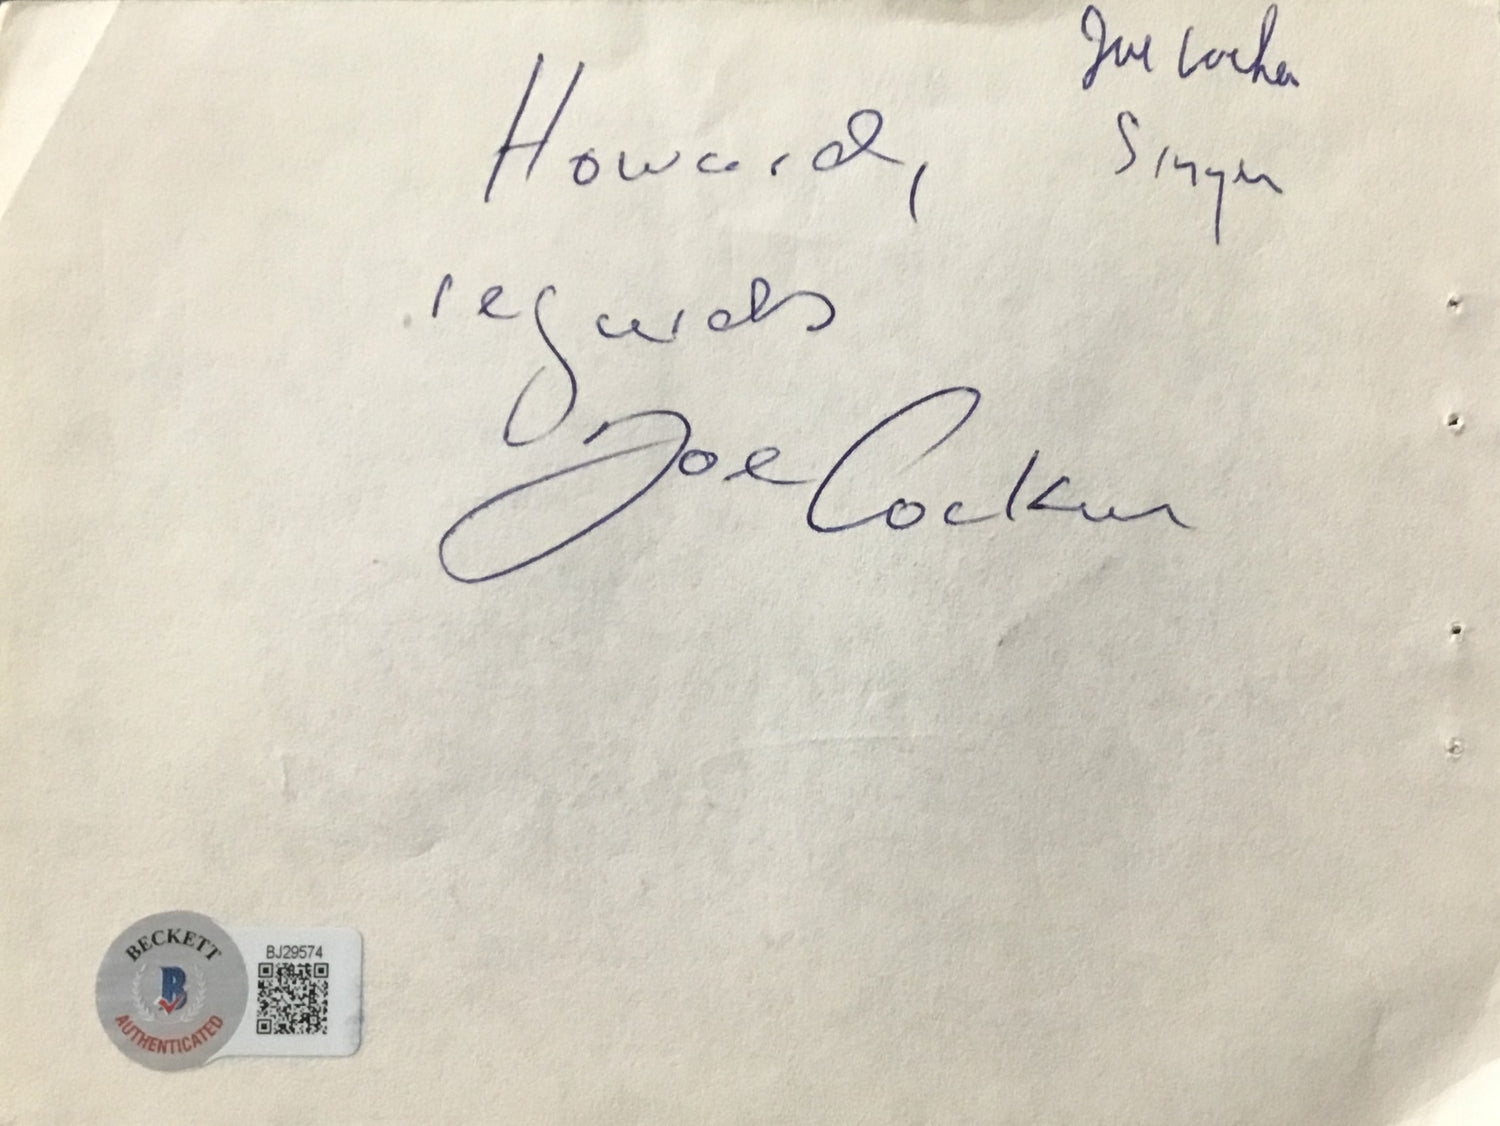 Joe Cocker
Singer
Howard,
regards
Joe Cocker
BECKETT
B
AUTHENTICATED
BJ29574